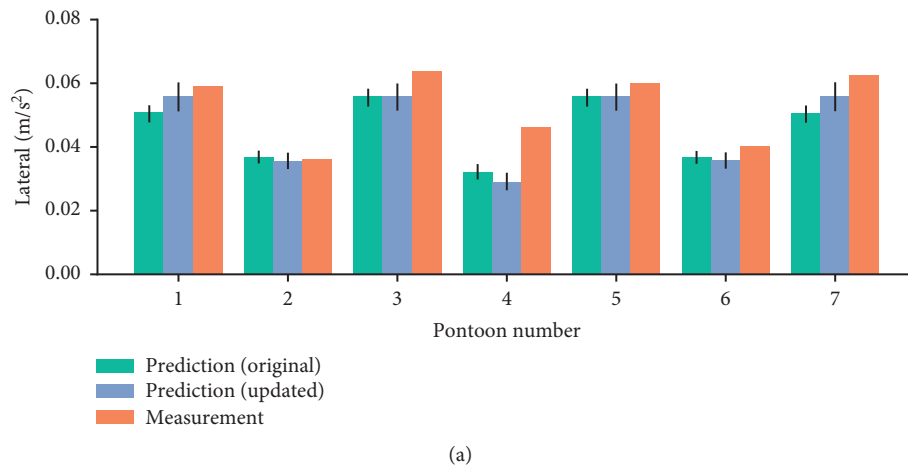 0.08
0.06
0.04
0.02
0.00
Lateral (m/s²)
1 2 3 4 5 6 7
Pontoon number
Prediction (original)
Prediction (updated)
Measurement
(a)